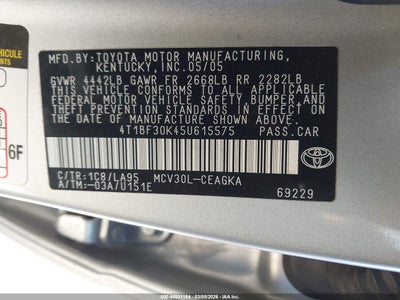 MFD.BY:TOYOTA MOTOR MANUFACTURING,
KENTUCKY,INC.05/05
GVWR 4442LB GAWR FR 2668LB RR 2282LB
THIS VEHICLE CONFORMS TO ALL APPLICABLE
FEDERAL MOTOR VEHICLE SAFETY, BUMPER, AND
THEFT PREVENTION STANDARDS IN EFFECT ON
THE DATE OF MANUFACTURE SHOWN ABOVE.
4T1BF30K45U615575 PASS.CAR
C/TR:1C8/LA95 MCV30L-CEAGKA
A/TM:-03A/U151E
TOYOTA
69229
HICULE
6F